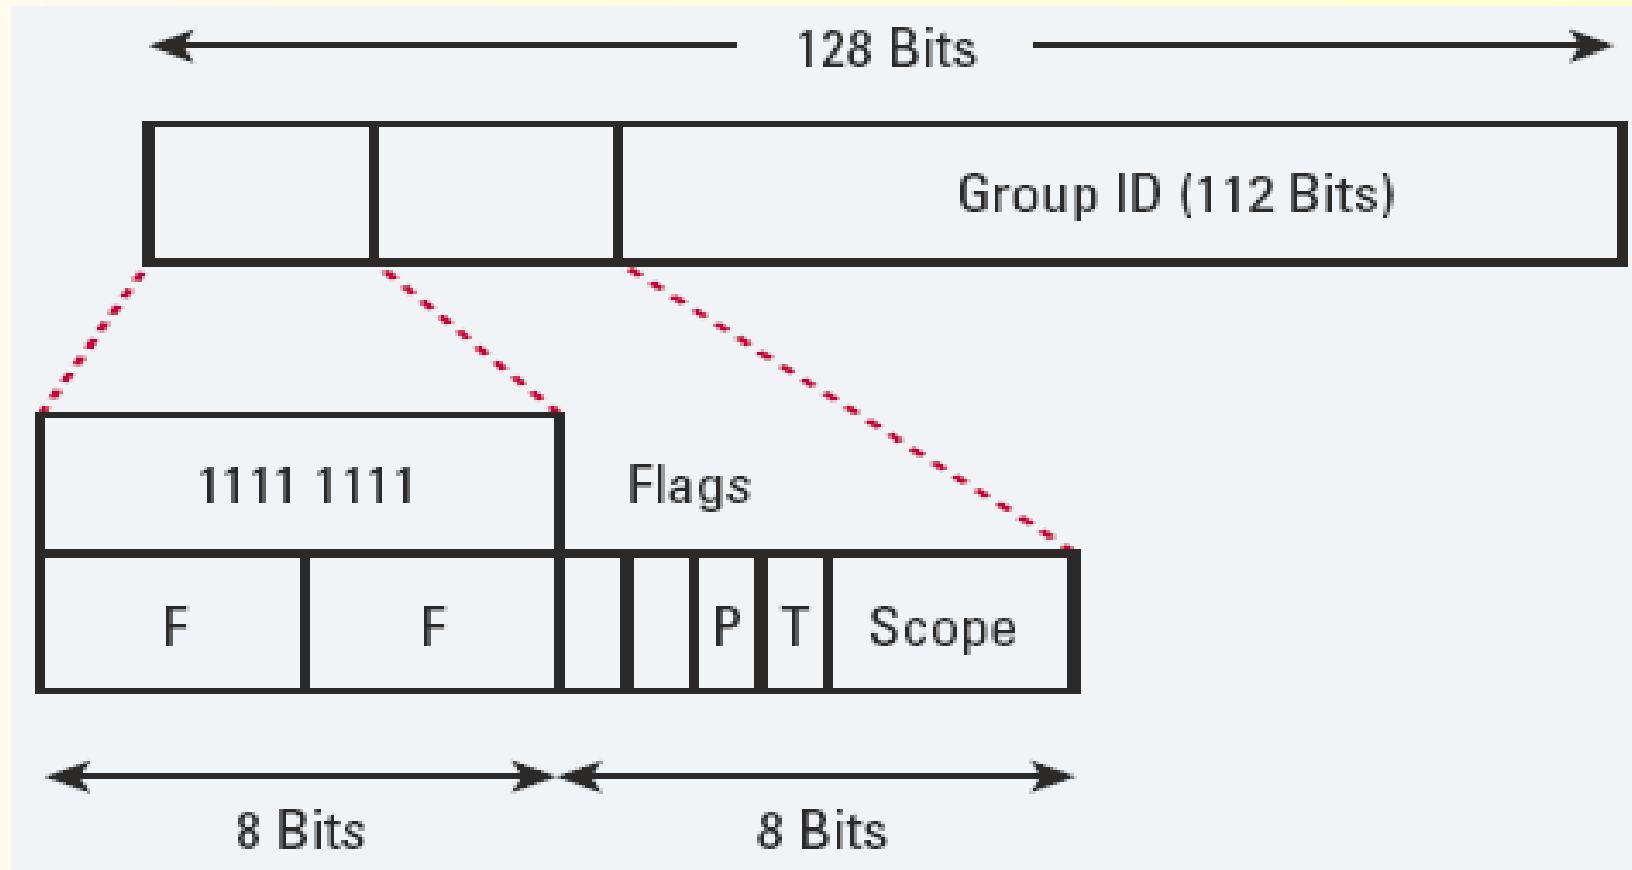 128 Bits
Group ID (112 Bits)
1111 1111
Flags
F F P T Scope
8 Bits 8 Bits